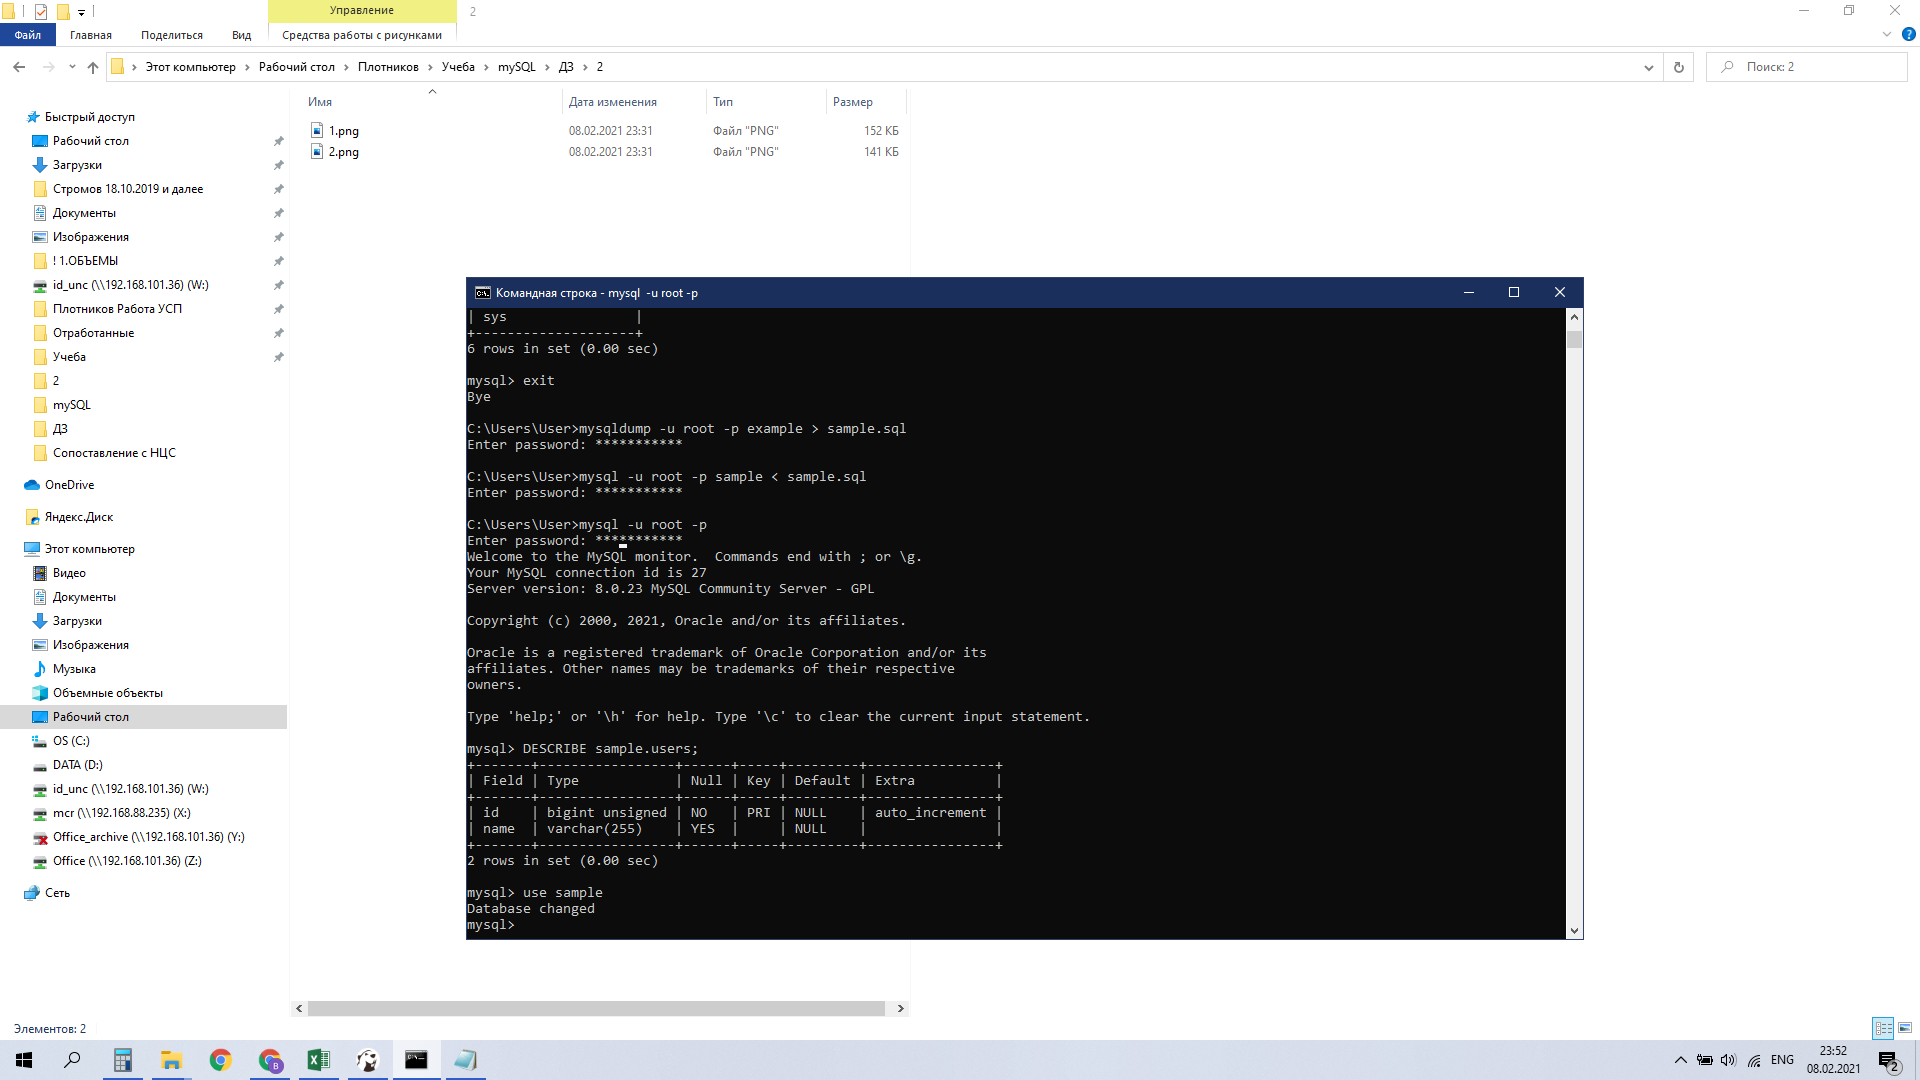 Управление
2
Файл
Главная
Поделиться
Вид
Средства работы с рисунками
Этот компьютер
Рабочий стол
Плотников
Учеба
mySQL
ДЗ
2
Поиск: 2
Быстрый доступ
Рабочий стол
Загрузки
Стромов 18.10.2019 и далее
Документы
Изображения
! 1.ОБЪЕМЫ
id_unc (\\192.168.101.36) (W:)
Плотников Работа УСП
Отработанные
Учеба
2
mySQL
ДЗ
Сопоставление с НЦС
OneDrive
Яндекс.Диск
Этот компьютер
Видео
Документы
Загрузки
Изображения
Музыка
Объемные объекты
Рабочий стол
OS (C:)
DATA (D:)
id_unc (\\192.168.101.36) (W:)
mcr (\\192.168.88.235) (X:)
Office_archive (\\192.168.101.36) (Y:)
Office (\\192.168.101.36) (Z:)
Сеть
Имя Дата изменения Тип Размер
1.png 08.02.2021 23:31 Файл "PNG" 152 КБ
2.png 08.02.2021 23:31 Файл "PNG" 141 КБ
Командная строка - mysql  -u root -p
| sys                |
+--------------------+
6 rows in set (0.00 sec)
mysql> exit
Bye
C:\Users\User>mysqldump -u root -p example > sample.sql
Enter password: ***********
C:\Users\User>mysql -u root -p sample < sample.sql
Enter password: ***********
C:\Users\User>mysql -u root -p
Enter password: ***********
Welcome to the MySQL monitor.  Commands end with ; or \g.
Your MySQL connection id is 27
Server version: 8.0.23 MySQL Community Server - GPL
Copyright (c) 2000, 2021, Oracle and/or its affiliates.
Oracle is a registered trademark of Oracle Corporation and/or its
affiliates. Other names may be trademarks of their respective
owners.
Type 'help;' or '\h' for help. Type '\c' to clear the current input statement.
mysql> DESCRIBE sample.users;
+-------+-----------------+------+-----+---------+----------------+
| Field | Type            | Null | Key | Default | Extra          |
+-------+-----------------+------+-----+---------+----------------+
| id    | bigint unsigned | NO   | PRI | NULL    | auto_increment |
| name  | varchar(255)    | YES  |     | NULL    |                |
+-------+-----------------+------+-----+---------+----------------+
2 rows in set (0.00 sec)
mysql> use sample
Database changed
mysql>
Элементов: 2
B
ENG
23:52
08.02.2021
2